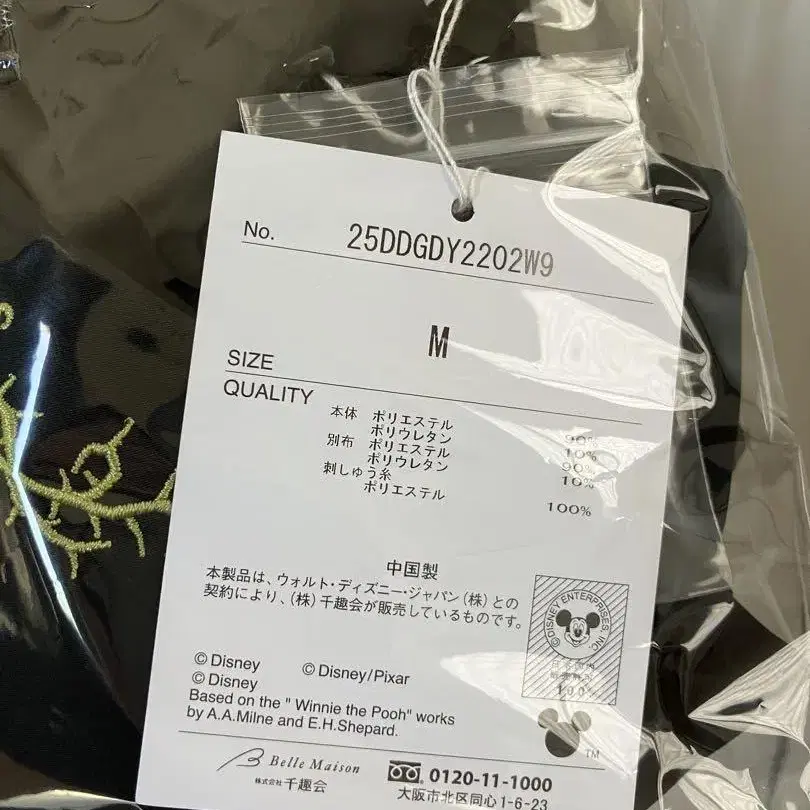 No. 25DDGDY2202W9
SIZE M
QUALITY
本体 ポリエステル 90%
ポリウレタン 10%
別布 ポリエステル 90%
ポリウレタン 10%
刺しゅう糸
ポリエステル 100%
中国製
本製品は、ウォルト・ディズニー・ジャパン(株)との
契約により、(株)千趣会が販売しているものです。
© DISNEY ENTERPRISES, INC.
100%
TM
©Disney ©Disney/Pixar
©Disney
Based on the " Winnie the Pooh" works
by A.A.Milne and E.H.Shepard.
Belle Maison
株式会社千趣会
0120-11-1000
大阪市北区同心1-6-23